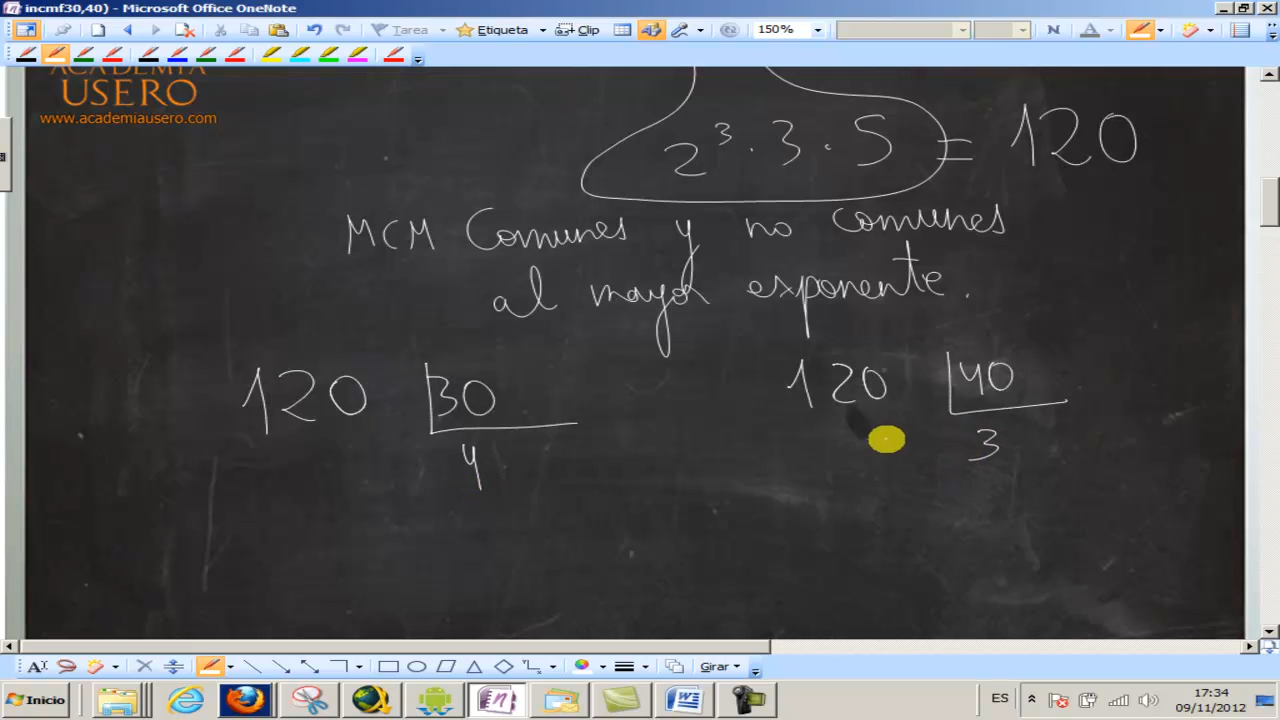 incmf30,40) - Microsoft Office OneNote
Tarea Etiqueta Clip 150% N A
ACADEMIA
USERO
www.academiausero.com
2³ · 3 · 5 = 120
MCM Comunes y no comunes
al mayor exponente.
120 30 120 40
4 3
A Girar
Inicio W ES 17:34
09/11/2012